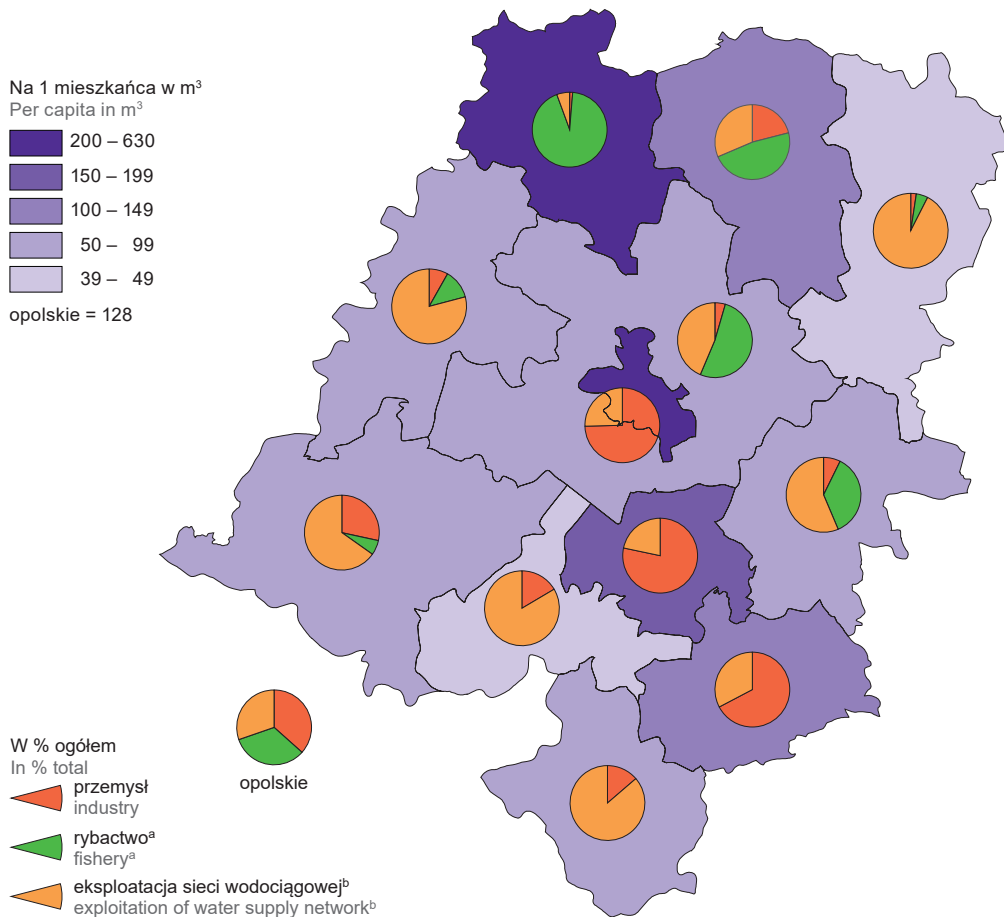 Na 1 mieszkańca w m³
Per capita in m³
200 – 630
150 – 199
100 – 149
50 – 99
39 – 49
opolskie = 128
opolskie
W % ogółem
In % total
przemysł
industry
rybactwoᵃ
fisheryᵃ
eksploatacja sieci wodociągowejᵇ
exploitation of water supply networkᵇ